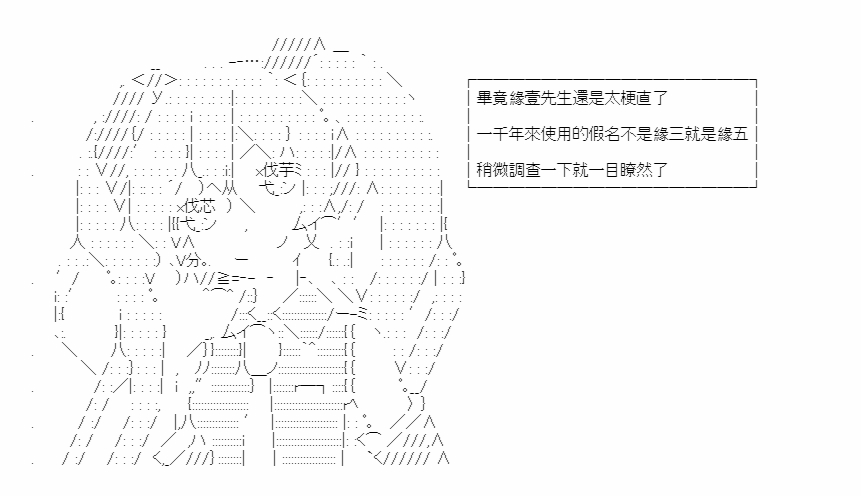 畢竟緣壹先生還是太梗直了
一千年來使用的假名不是緣三就是緣五
稍微調查一下就一目瞭然了